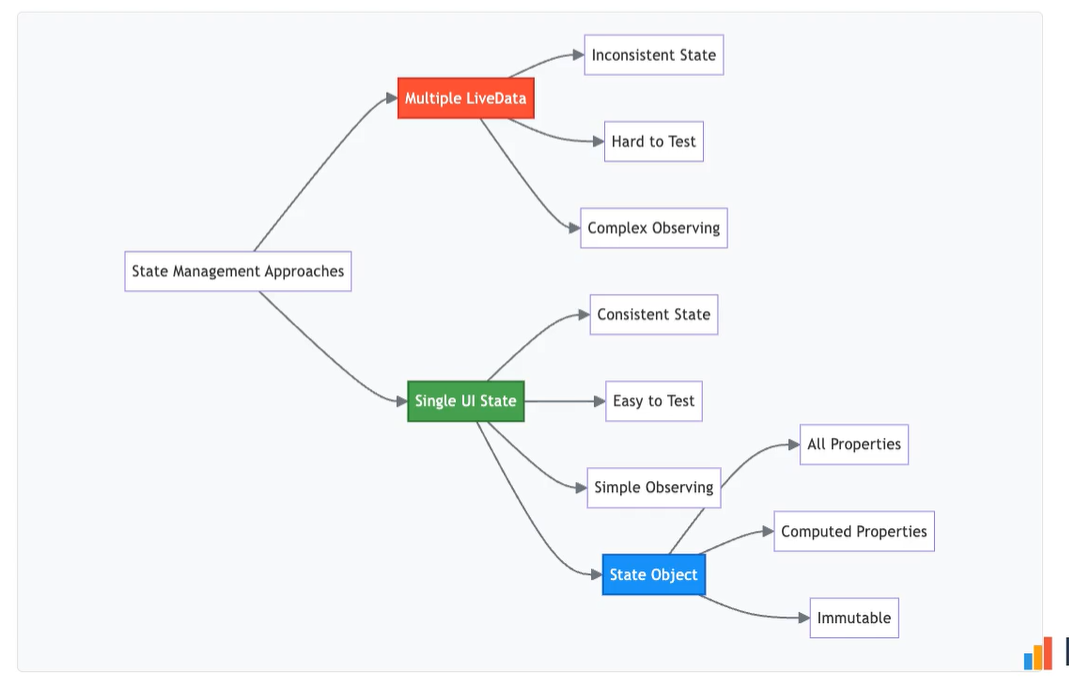 Inconsistent State
Multiple LiveData
Hard to Test
Complex Observing
State Management Approaches
Consistent State
Single UI State
Easy to Test
All Properties
Simple Observing
Computed Properties
State Object
Immutable